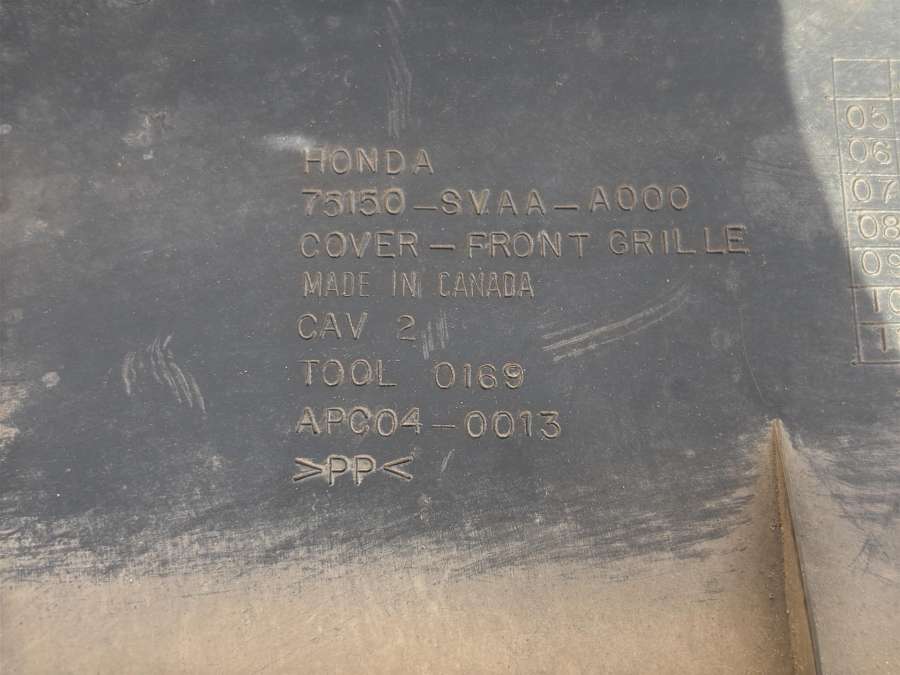 HONDA
75150-SVAA-A000
COVER-FRONT GRILLE
MADE IN CANADA
CAV 2
TOOL 0169
APC04-0013
>PP<
05
06
07
08
09